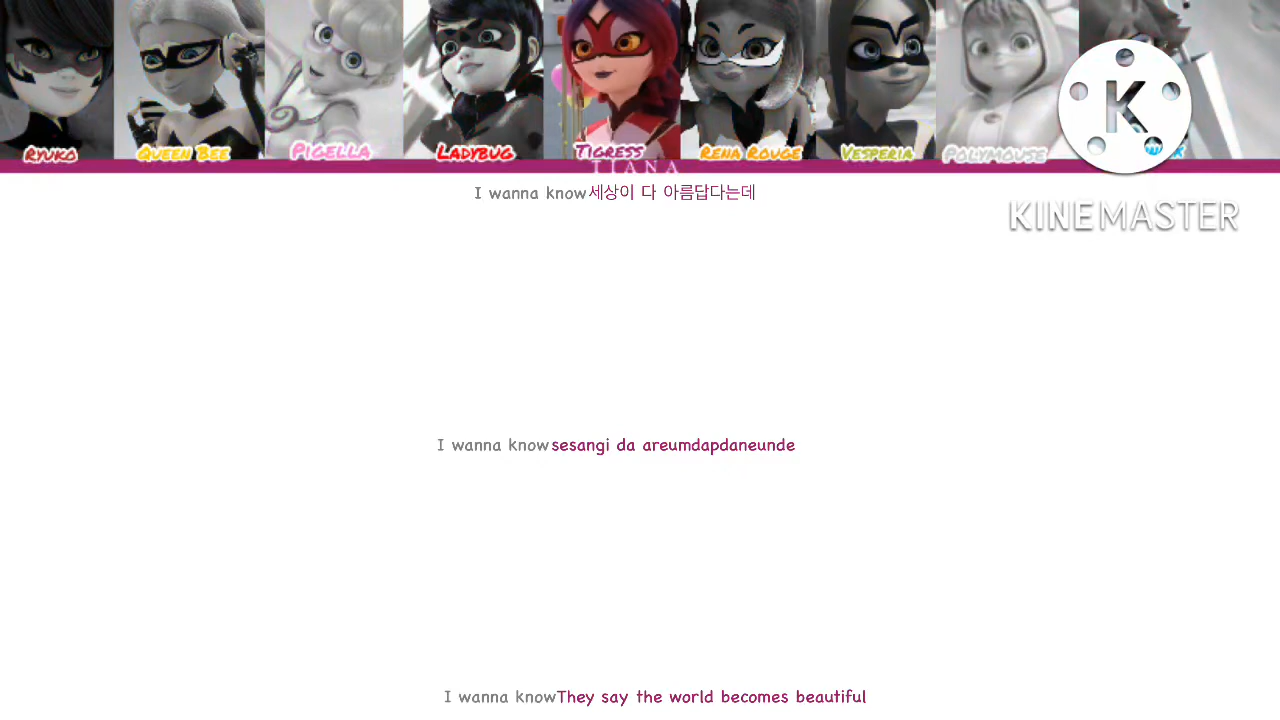 RYUKO QUEEN BEE PIGELLA LADYBUG TIGRESS RENA ROUGE VESPERIA POLYMOUSE
TIANA
K
I wanna know세상이 다 아름답다는데
KINEMASTER
I wanna knowsesangi da areumdapdaneunde
I wanna knowThey say the world becomes beautiful